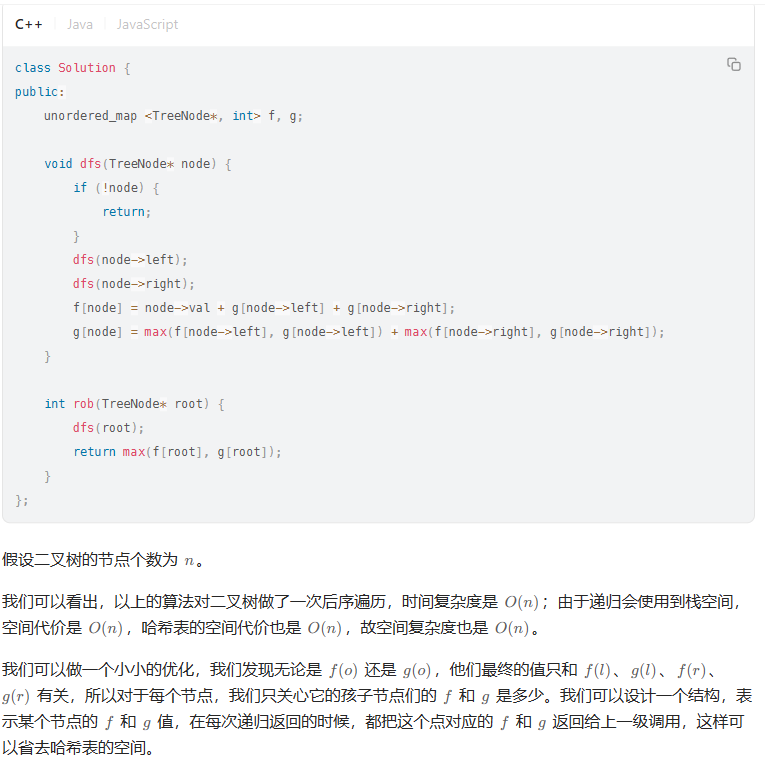 C++ Java JavaScript
class Solution {
public:
    unordered_map <TreeNode*, int> f, g;

    void dfs(TreeNode* node) {
        if (!node) {
            return;
        }
        dfs(node->left);
        dfs(node->right);
        f[node] = node->val + g[node->left] + g[node->right];
        g[node] = max(f[node->left], g[node->left]) + max(f[node->right], g[node->right]);
    }

    int rob(TreeNode* root) {
        dfs(root);
        return max(f[root], g[root]);
    }
};
假设二叉树的节点个数为 n。
我们可以看出，以上的算法对二叉树做了一次后序遍历，时间复杂度是 O(n)；由于递归会使用到栈空间，
空间代价是 O(n)，哈希表的空间代价也是 O(n)，故空间复杂度也是 O(n)。
我们可以做一个小小的优化，我们发现无论是 f(o) 还是 g(o)，他们最终的值只和 f(l)、g(l)、f(r)、
g(r) 有关，所以对于每个节点，我们只关心它的孩子节点们的 f 和 g 是多少。我们可以设计一个结构，表
示某个节点的 f 和 g 值，在每次递归返回的时候，都把这个点对应的 f 和 g 返回给上一级调用，这样可
以省去哈希表的空间。